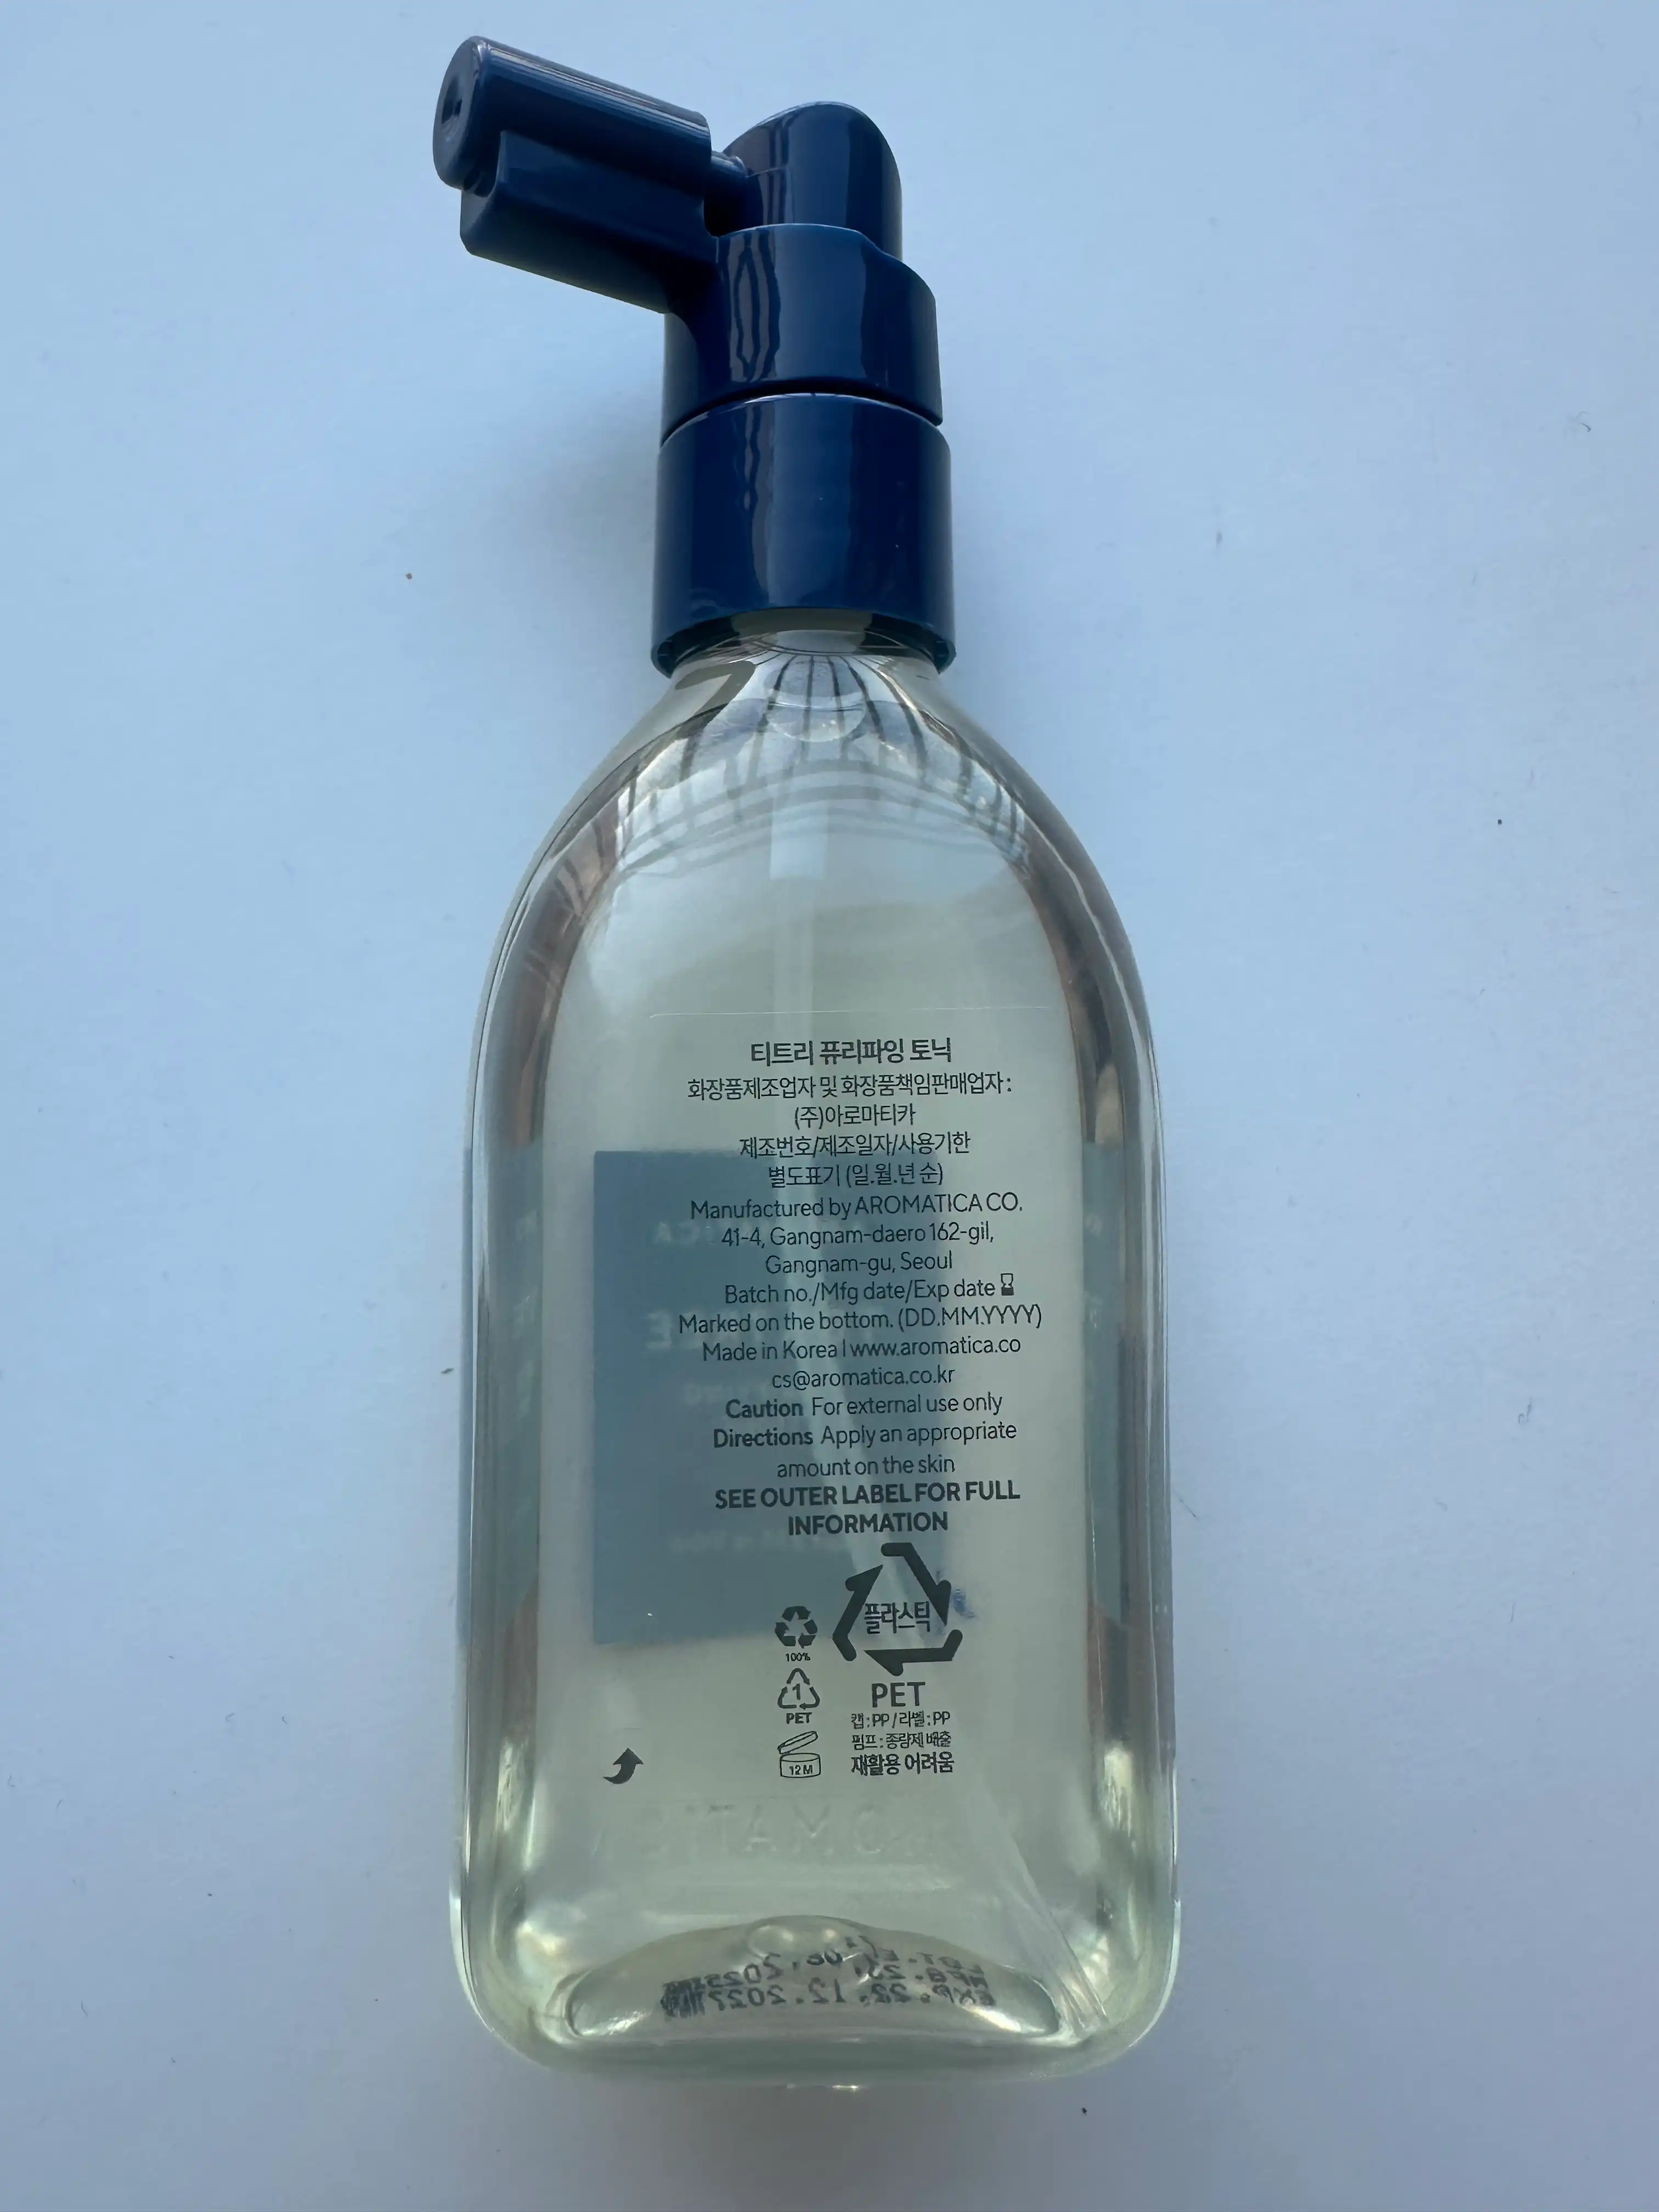 티트리 퓨리파잉 토닉
화장품제조업자 및 화장품책임판매업자 :
(주)아로마티카
제조번호/제조일자/사용기한
별도표기 (일.월.년 순)
Manufactured by AROMATICA CO.
41-4, Gangnam-daero 162-gil,
Gangnam-gu, Seoul
Batch no./Mfg date/Exp date
Marked on the bottom. (DD.MM.YYYY)
Made in Korea | www.aromatica.co
cs@aromatica.co.kr
Caution For external use only
Directions Apply an appropriate
amount on the skin
SEE OUTER LABEL FOR FULL
INFORMATION
플라스틱
100%
1
PET
PET
캡 : PP / 라벨 : PP
펌프 : 종량제 배출
재활용 어려움
12M
EXP. 22.12.2027